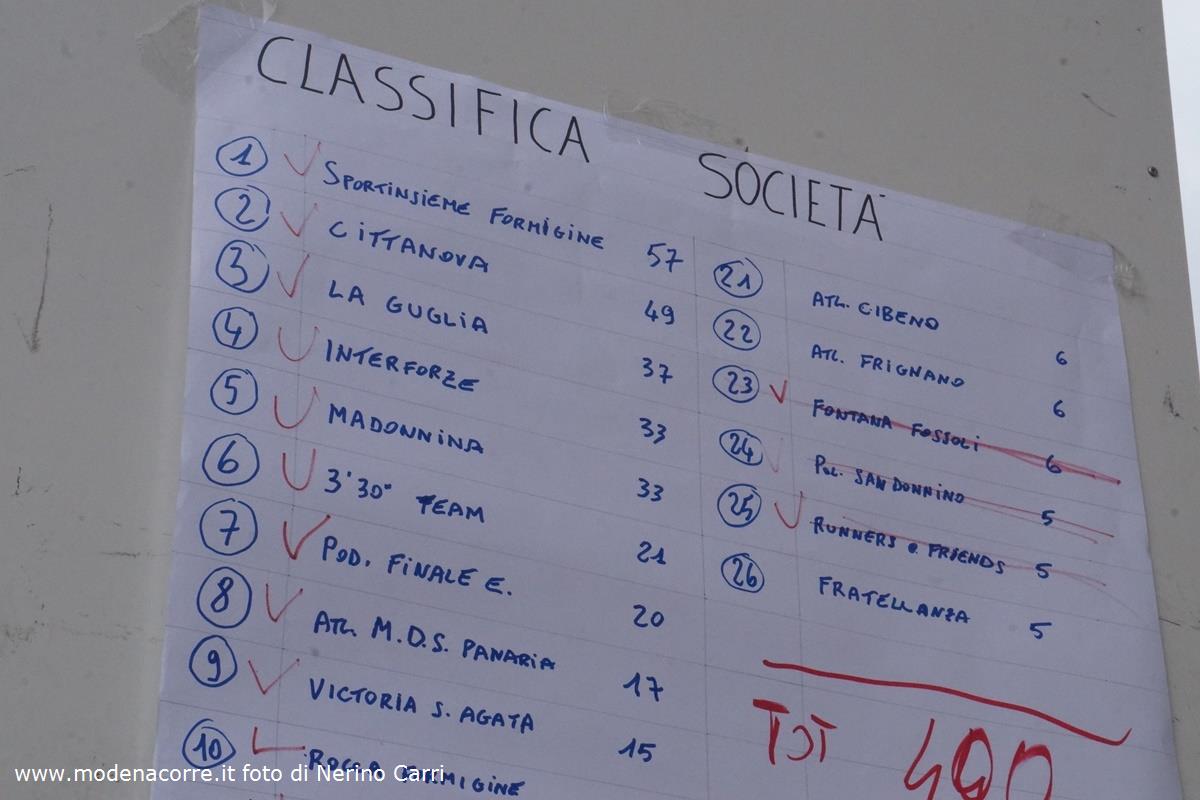 CLASSIFICA SOCIETÀ
1 SPORTINSIEME FORMIGINE 57
2 CITTANOVA 49
3 LA GUGLIA 37
4 INTERFORZE 33
5 MADONNINA 33
6 3'30" TEAM 21
7 POD. FINALE E. 20
8 ATL. M.D.S. PANARIA 17
9 VICTORIA S. AGATA 15
10 ROCCA FORMIGINE
21 ATL. CIBENO 6
22 ATL. FRIGNANO 6
23 FONTANA FOSSOLI 6
24 POL. SAN DONNINO 5
25 RUNNERS e FRIENDS 5
26 FRATELLANZA 5
TOT
www.modenacorre.it foto di Nerino Carri